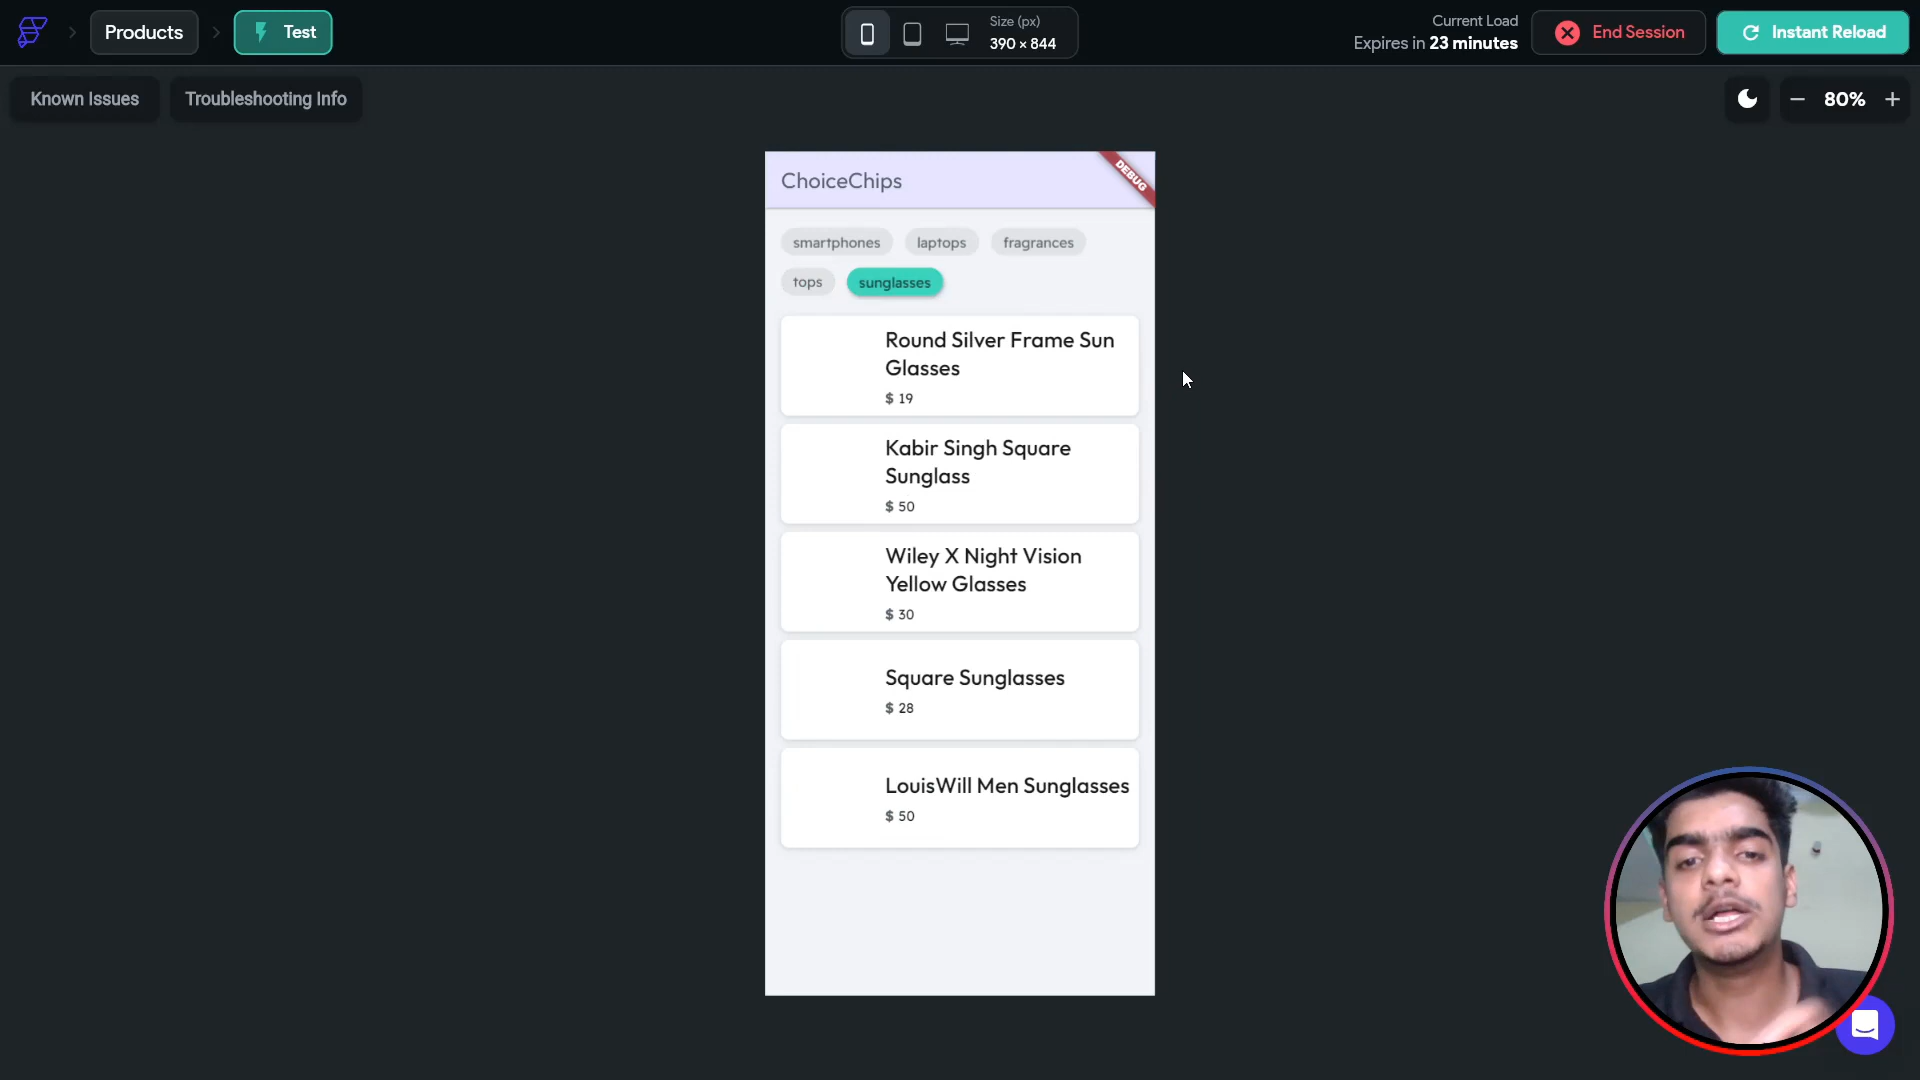 Products
Test
Size (px)
390 × 844
Current Load
Expires in 23 minutes
End Session
Instant Reload
Known Issues
Troubleshooting Info
80%
ChoiceChips
DEBUG
smartphones
laptops
fragrances
tops
sunglasses
Round Silver Frame Sun
Glasses
$ 19
Kabir Singh Square
Sunglass
$ 50
Wiley X Night Vision
Yellow Glasses
$ 30
Square Sunglasses
$ 28
LouisWill Men Sunglasses
$ 50